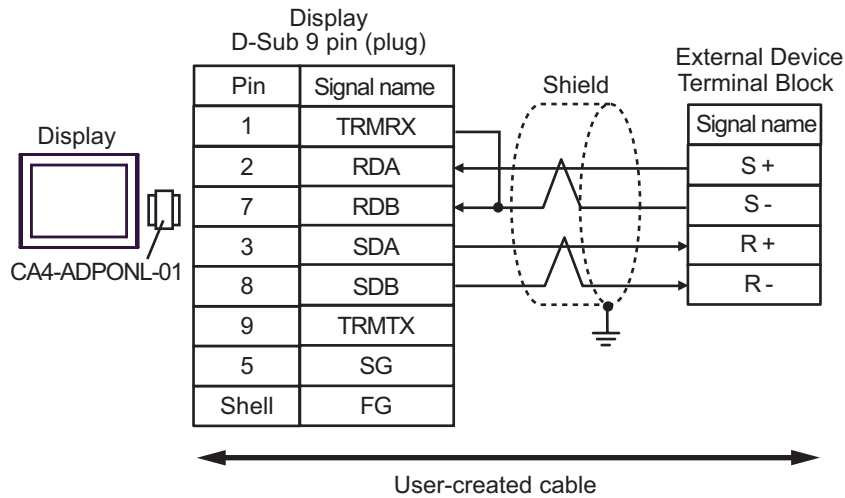 Display
D-Sub 9 pin (plug)
External Device
Terminal Block
Display
CA4-ADPONL-01
Shield
Pin Signal name
1 TRMRX
2 RDA
7 RDB
3 SDA
8 SDB
9 TRMTX
5 SG
Shell FG
Signal name
S +
S -
R +
R -
User-created cable